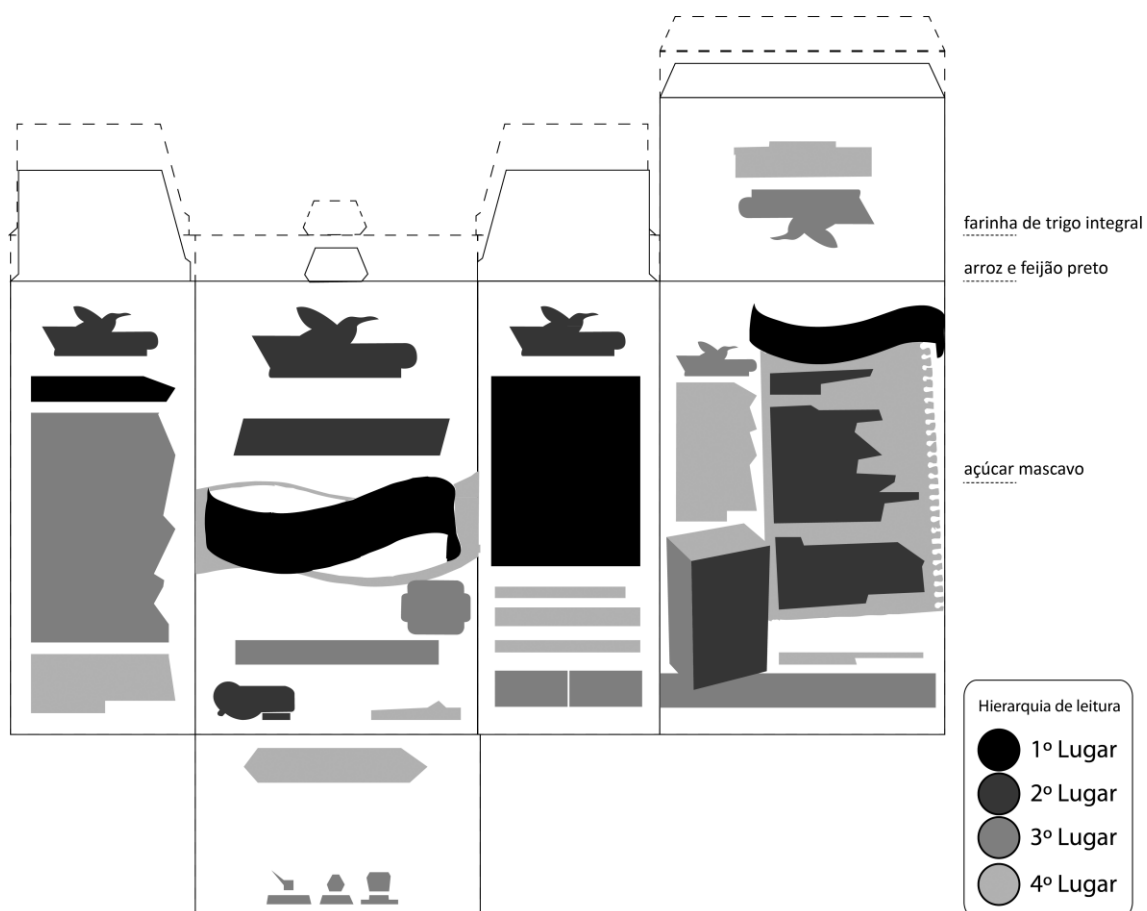 farinha de trigo integral
arroz e feijão preto
açúcar mascavo
Hierarquia de leitura
1º Lugar
2º Lugar
3º Lugar
4º Lugar